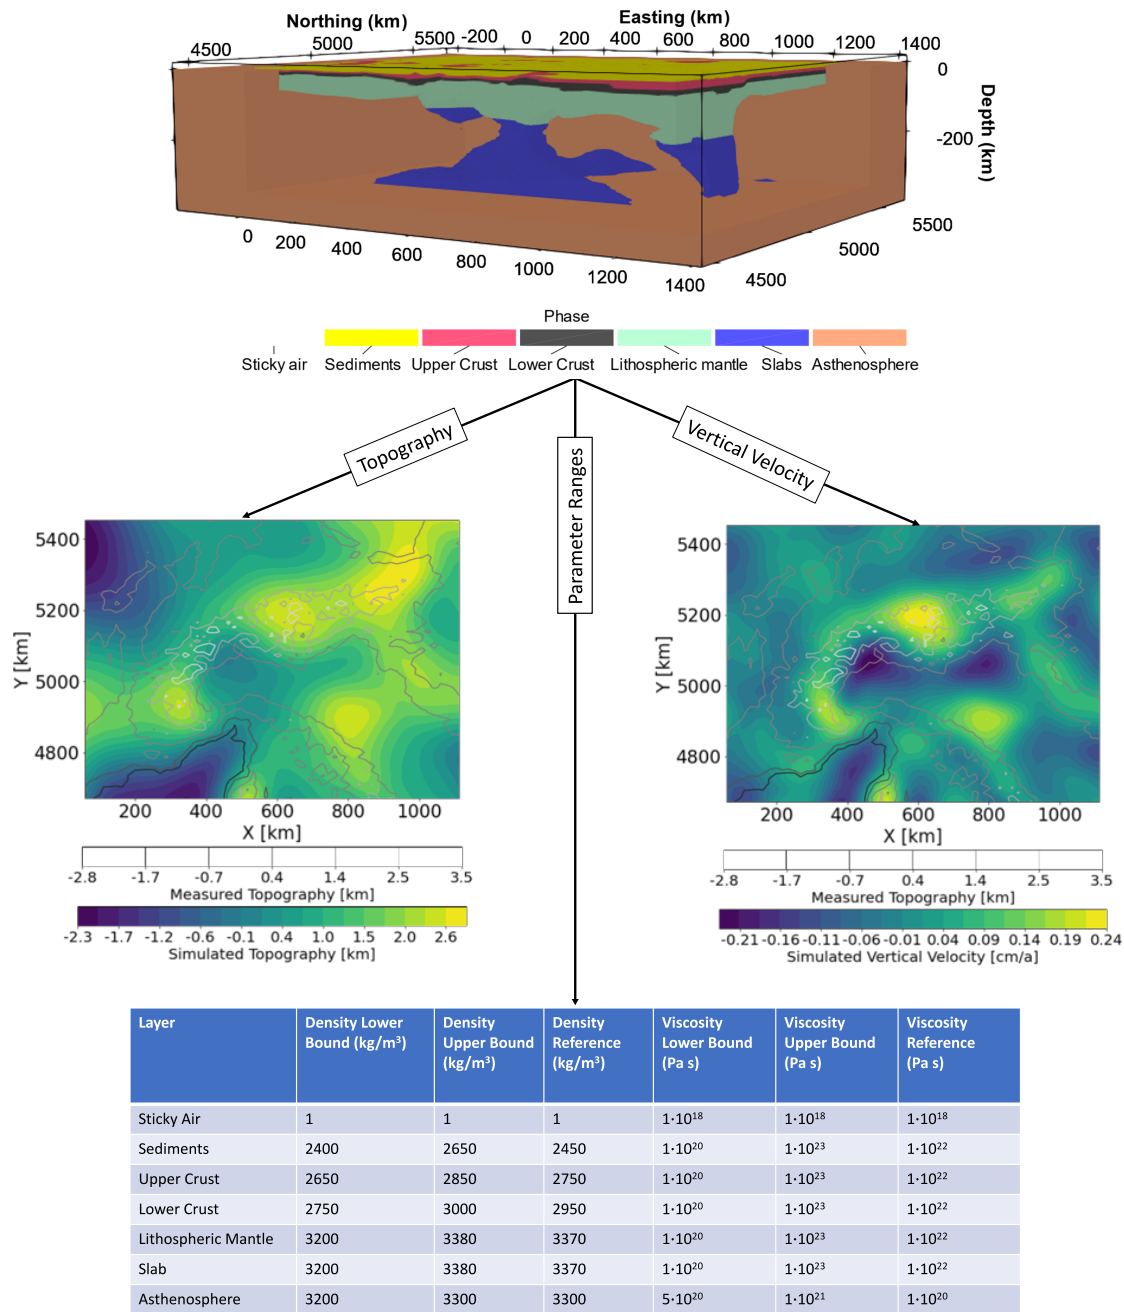 Northing (km)
Easting (km)
4500
5000
5500 -200 0 200 400 600 800 1000 1200 1400
0
-200
Depth (km)
0 200 400 600 800 1000 1200 1400
4500 5000 5500
Phase
Sticky air Sediments Upper Crust Lower Crust Lithospheric mantle Slabs Asthenosphere
Topography
Parameter Ranges
Vertical Velocity
5400
5200
5000
4800
Y [km]
200 400 600 800 1000
X [km]
-2.8 -1.7 -0.7 0.4 1.4 2.5 3.5
Measured Topography [km]
-2.3 -1.7 -1.2 -0.6 -0.1 0.4 1.0 1.5 2.0 2.6
Simulated Topography [km]
5400
5200
5000
4800
Y [km]
200 400 600 800 1000
X [km]
-2.8 -1.7 -0.7 0.4 1.4 2.5 3.5
Measured Topography [km]
-0.21 -0.16 -0.11 -0.06 -0.01 0.04 0.09 0.14 0.19 0.24
Simulated Vertical Velocity [cm/a]
Layer Density Lower Bound (kg/m³) Density Upper Bound (kg/m³) Density Reference (kg/m³) Viscosity Lower Bound (Pa s) Viscosity Upper Bound (Pa s) Viscosity Reference (Pa s)
Sticky Air 1 1 1 1·10¹⁸ 1·10¹⁸ 1·10¹⁸
Sediments 2400 2650 2450 1·10²⁰ 1·10²³ 1·10²²
Upper Crust 2650 2850 2750 1·10²⁰ 1·10²³ 1·10²²
Lower Crust 2750 3000 2950 1·10²⁰ 1·10²³ 1·10²²
Lithospheric Mantle 3200 3380 3370 1·10²⁰ 1·10²³ 1·10²²
Slab 3200 3380 3370 1·10²⁰ 1·10²³ 1·10²²
Asthenosphere 3200 3300 3300 5·10²⁰ 1·10²¹ 1·10²⁰